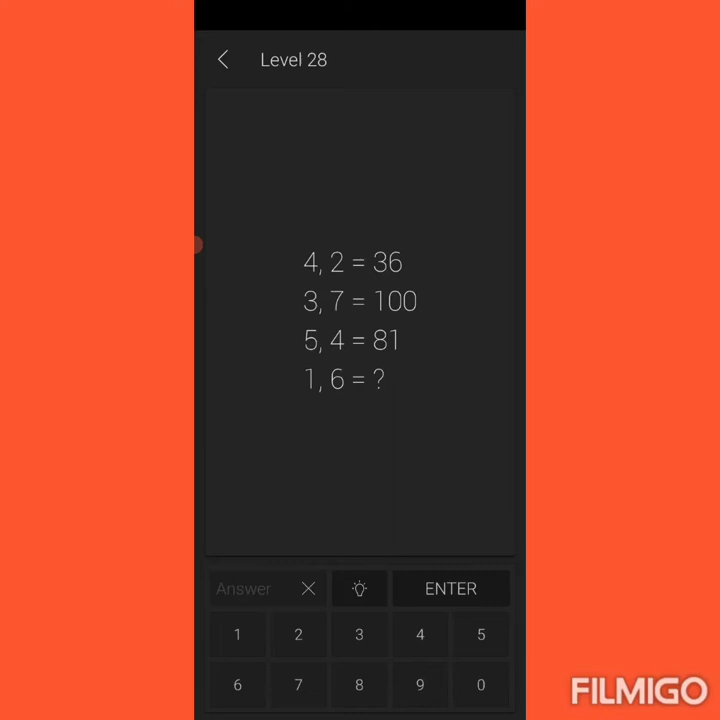 Level 28
4, 2 = 36
3, 7 = 100
5, 4 = 81
1, 6 = ?
Answer
ENTER
1 2 3 4 5
6 7 8 9 0
FILMIGO